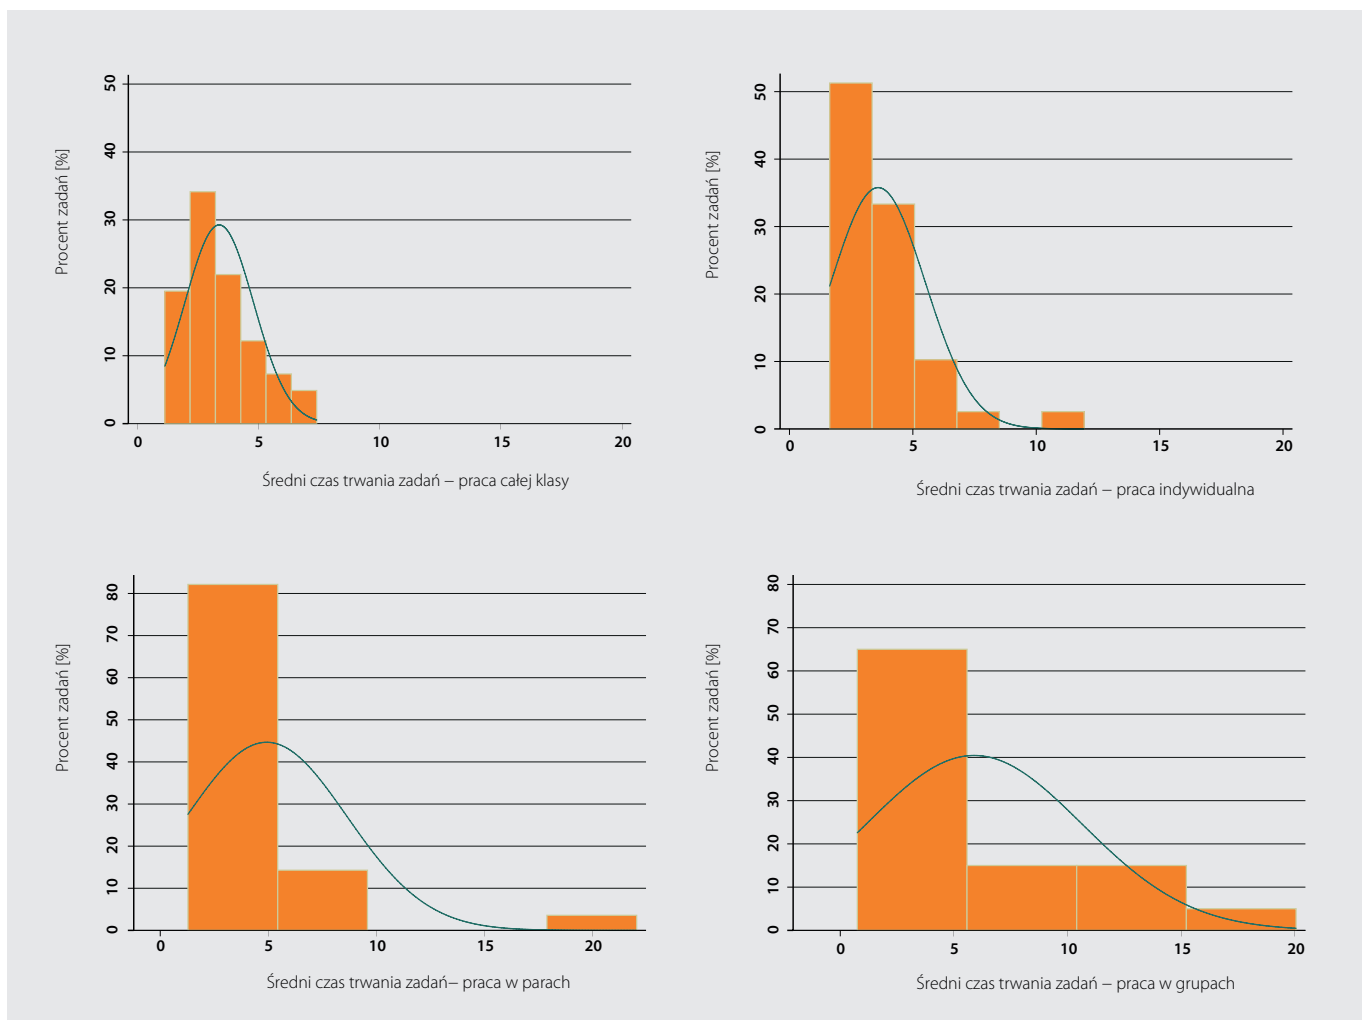 Procent zadań [%]
50
40
30
20
10
0
0 5 10 15 20
Średni czas trwania zadań – praca całej klasy
Procent zadań [%]
50
40
30
20
10
0
0 5 10 15 20
Średni czas trwania zadań – praca indywidualna
Procent zadań [%]
80
70
60
50
40
30
20
10
0
0 5 10 15 20
Średni czas trwania zadań– praca w parach
Procent zadań [%]
80
70
60
50
40
30
20
10
0
0 5 10 15 20
Średni czas trwania zadań – praca w grupach